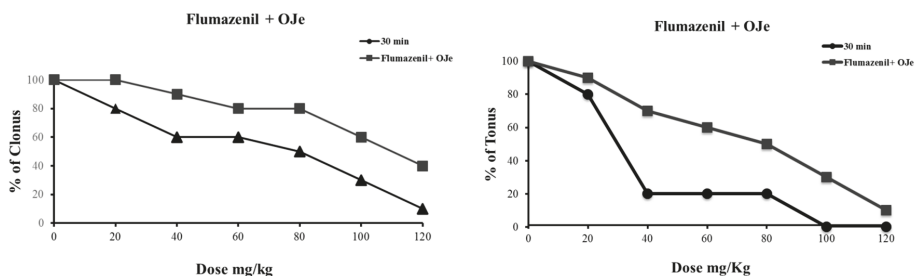 Flumazenil + OJe
30 min
Flumazenil+ OJe
% of Clonus
100
80
60
40
20
0
0 20 40 60 80 100 120
Dose mg/kg
Flumazenil + OJe
30 min
Flumazenil+ OJe
% of Tonus
100
80
60
40
20
0
0 20 40 60 80 100 120
Dose mg/Kg